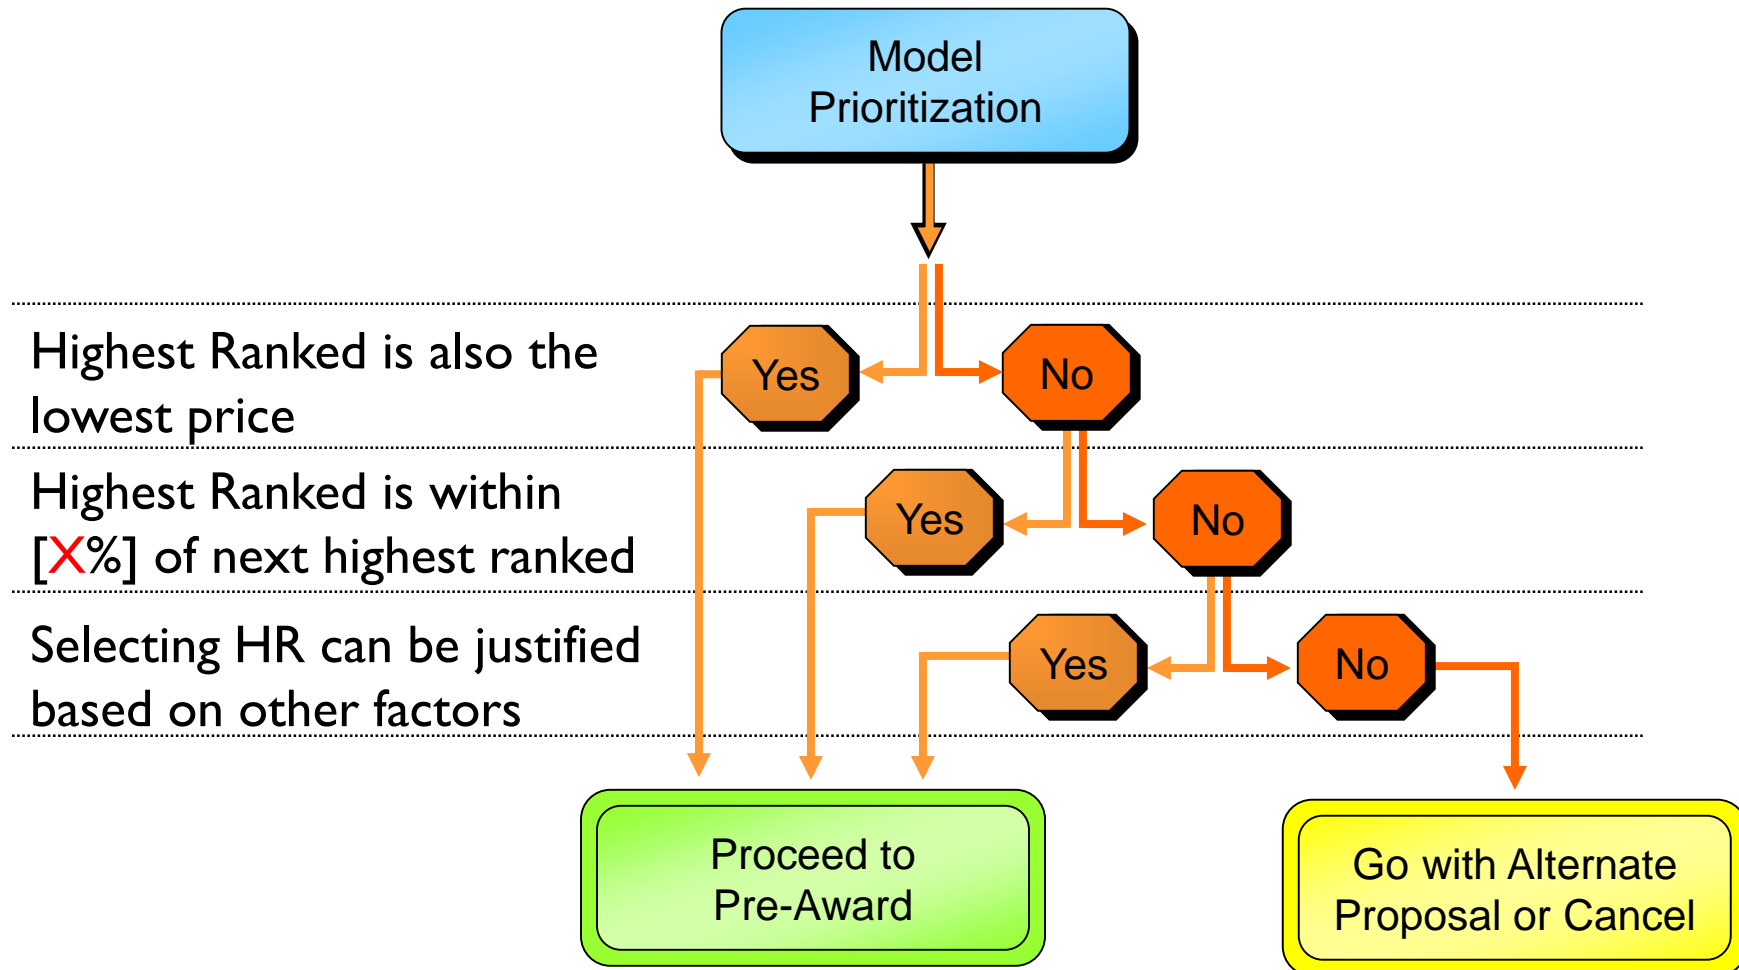 Model
Prioritization
Highest Ranked is also the
lowest price
Yes
No
Highest Ranked is within
[X%] of next highest ranked
Yes
No
Selecting HR can be justified
based on other factors
Yes
No
Proceed to
Pre-Award
Go with Alternate
Proposal or Cancel